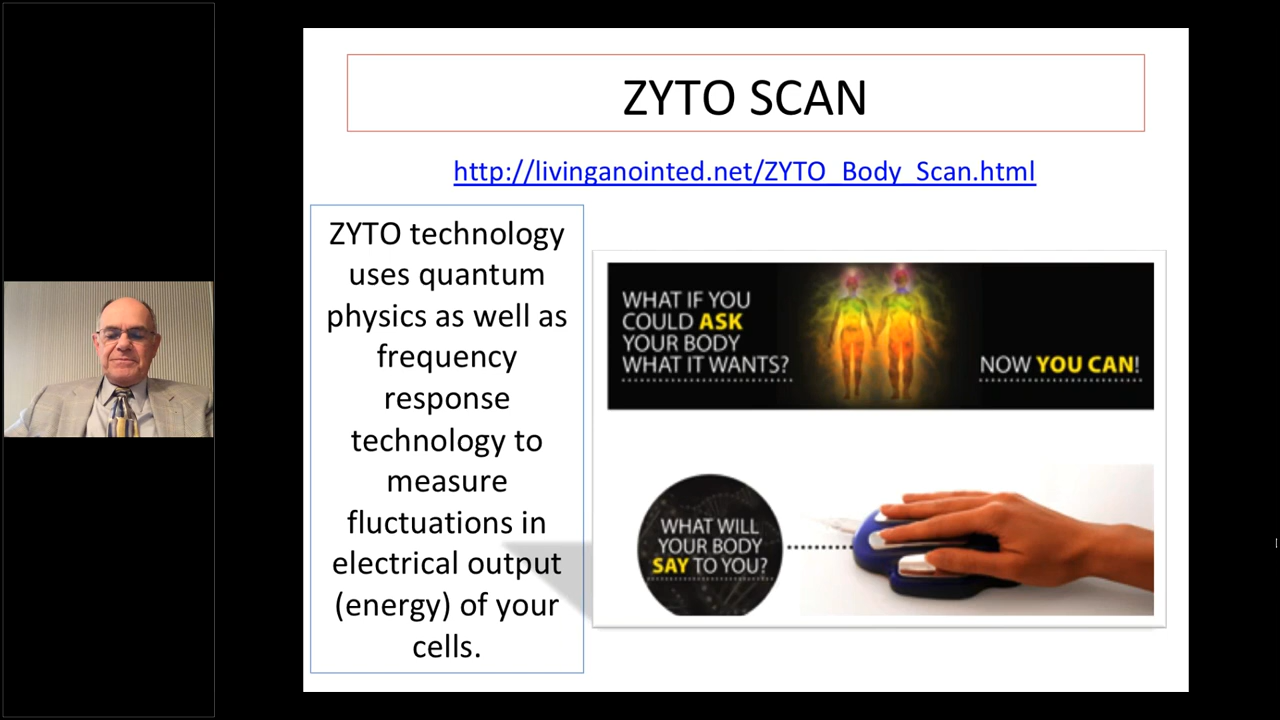 ZYTO SCAN
http://livinganointed.net/ZYTO_Body_Scan.html
ZYTO technology
uses quantum
physics as well as
frequency
response
technology to
measure
fluctuations in
electrical output
(energy) of your
cells.
WHAT IF YOU
COULD ASK
YOUR BODY
WHAT IT WANTS?
NOW YOU CAN!
WHAT WILL
YOUR BODY
SAY TO YOU?